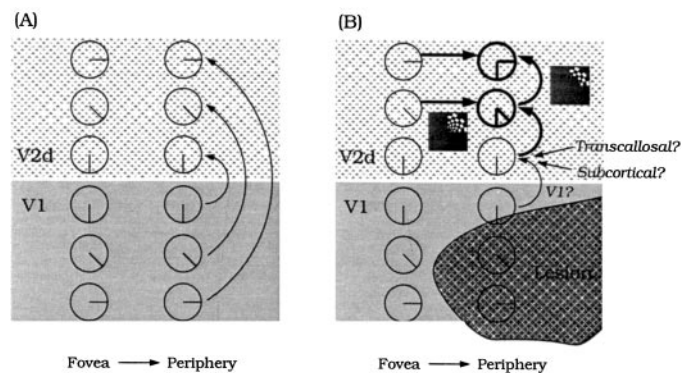 (A)
(B)
V2d
V1
Fovea → Periphery
V2d
Transcallosal?
Subcortical?
V1
V1?
Lesion
Fovea → Periphery